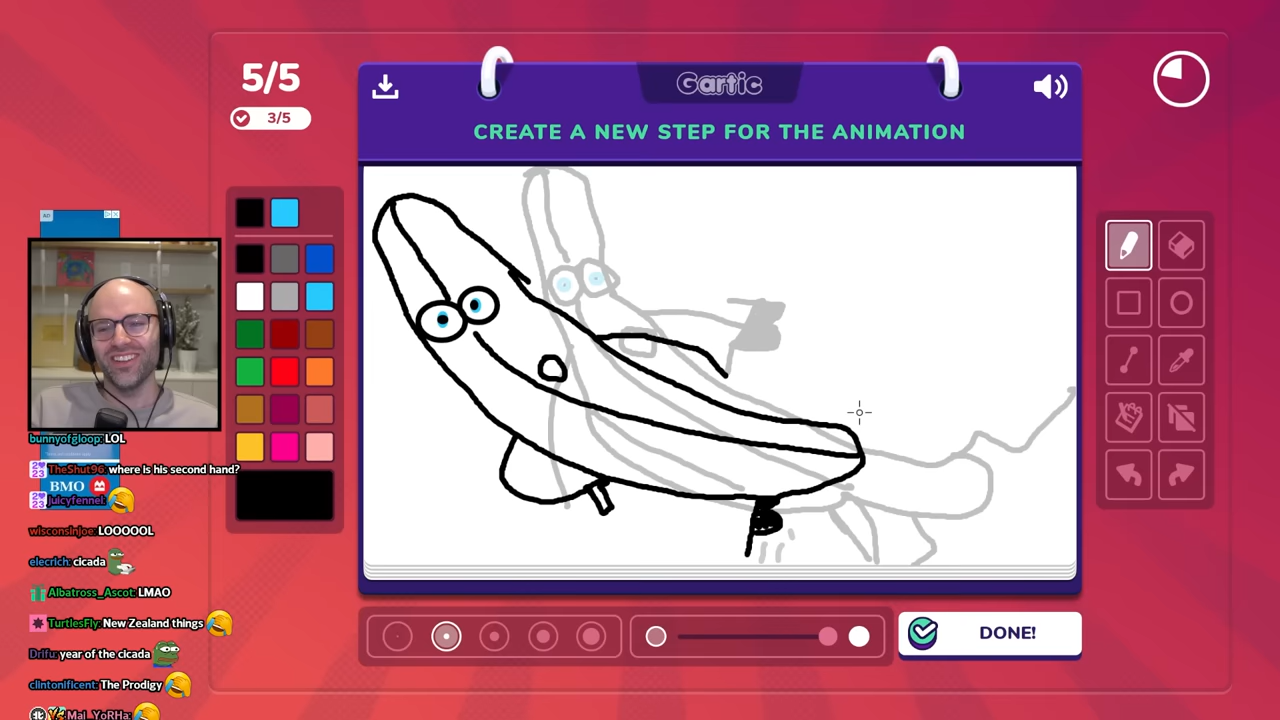 5/5
3/5
Gartic
CREATE A NEW STEP FOR THE ANIMATION
bunnyofgloop: LOL
TheShut96: where is his second hand?
BMO
juicyfennel:
wisconsinjoe: LOOOOOL
elecrich: cicada
Albatross_Ascot: LMAO
TurtlesFly: New Zealand things
Drifu: year of the cicada
clintonificent: The Prodigy
Mai_YoRHa:
DONE!